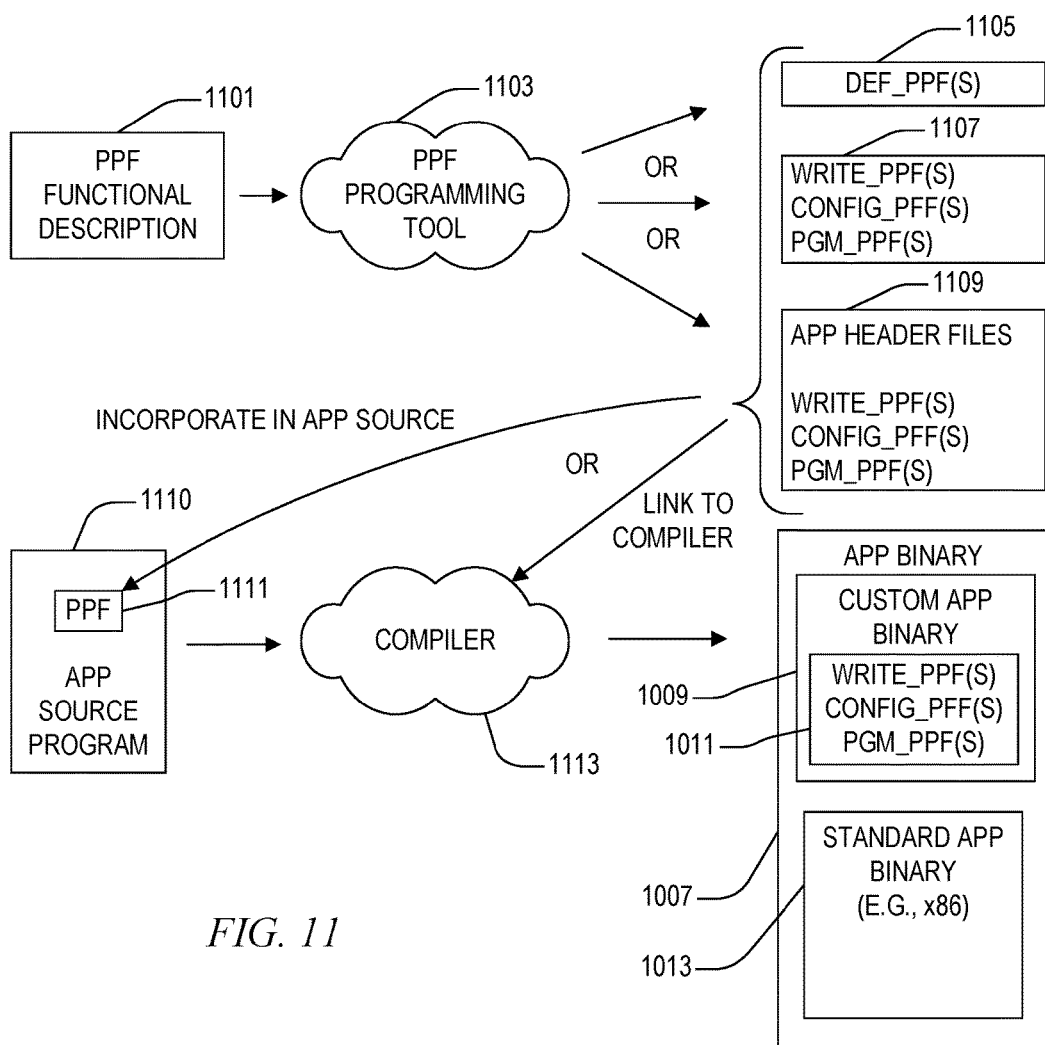 1105
DEF_PPF(S)
1101
1103
1107
PPF
FUNCTIONAL
DESCRIPTION
PPF
PROGRAMMING
TOOL
OR
OR
WRITE_PPF(S)
CONFIG_PFF(S)
PGM_PPF(S)
1109
APP HEADER FILES
WRITE_PPF(S)
CONFIG_PFF(S)
PGM_PPF(S)
INCORPORATE IN APP SOURCE
OR
LINK TO
COMPILER
1110
PPF
1111
APP
SOURCE
PROGRAM
COMPILER
1113
APP BINARY
CUSTOM APP
BINARY
1009
WRITE_PPF(S)
CONFIG_PFF(S)
PGM_PPF(S)
1011
STANDARD APP
BINARY
(E.G., x86)
1007
1013
FIG. 11